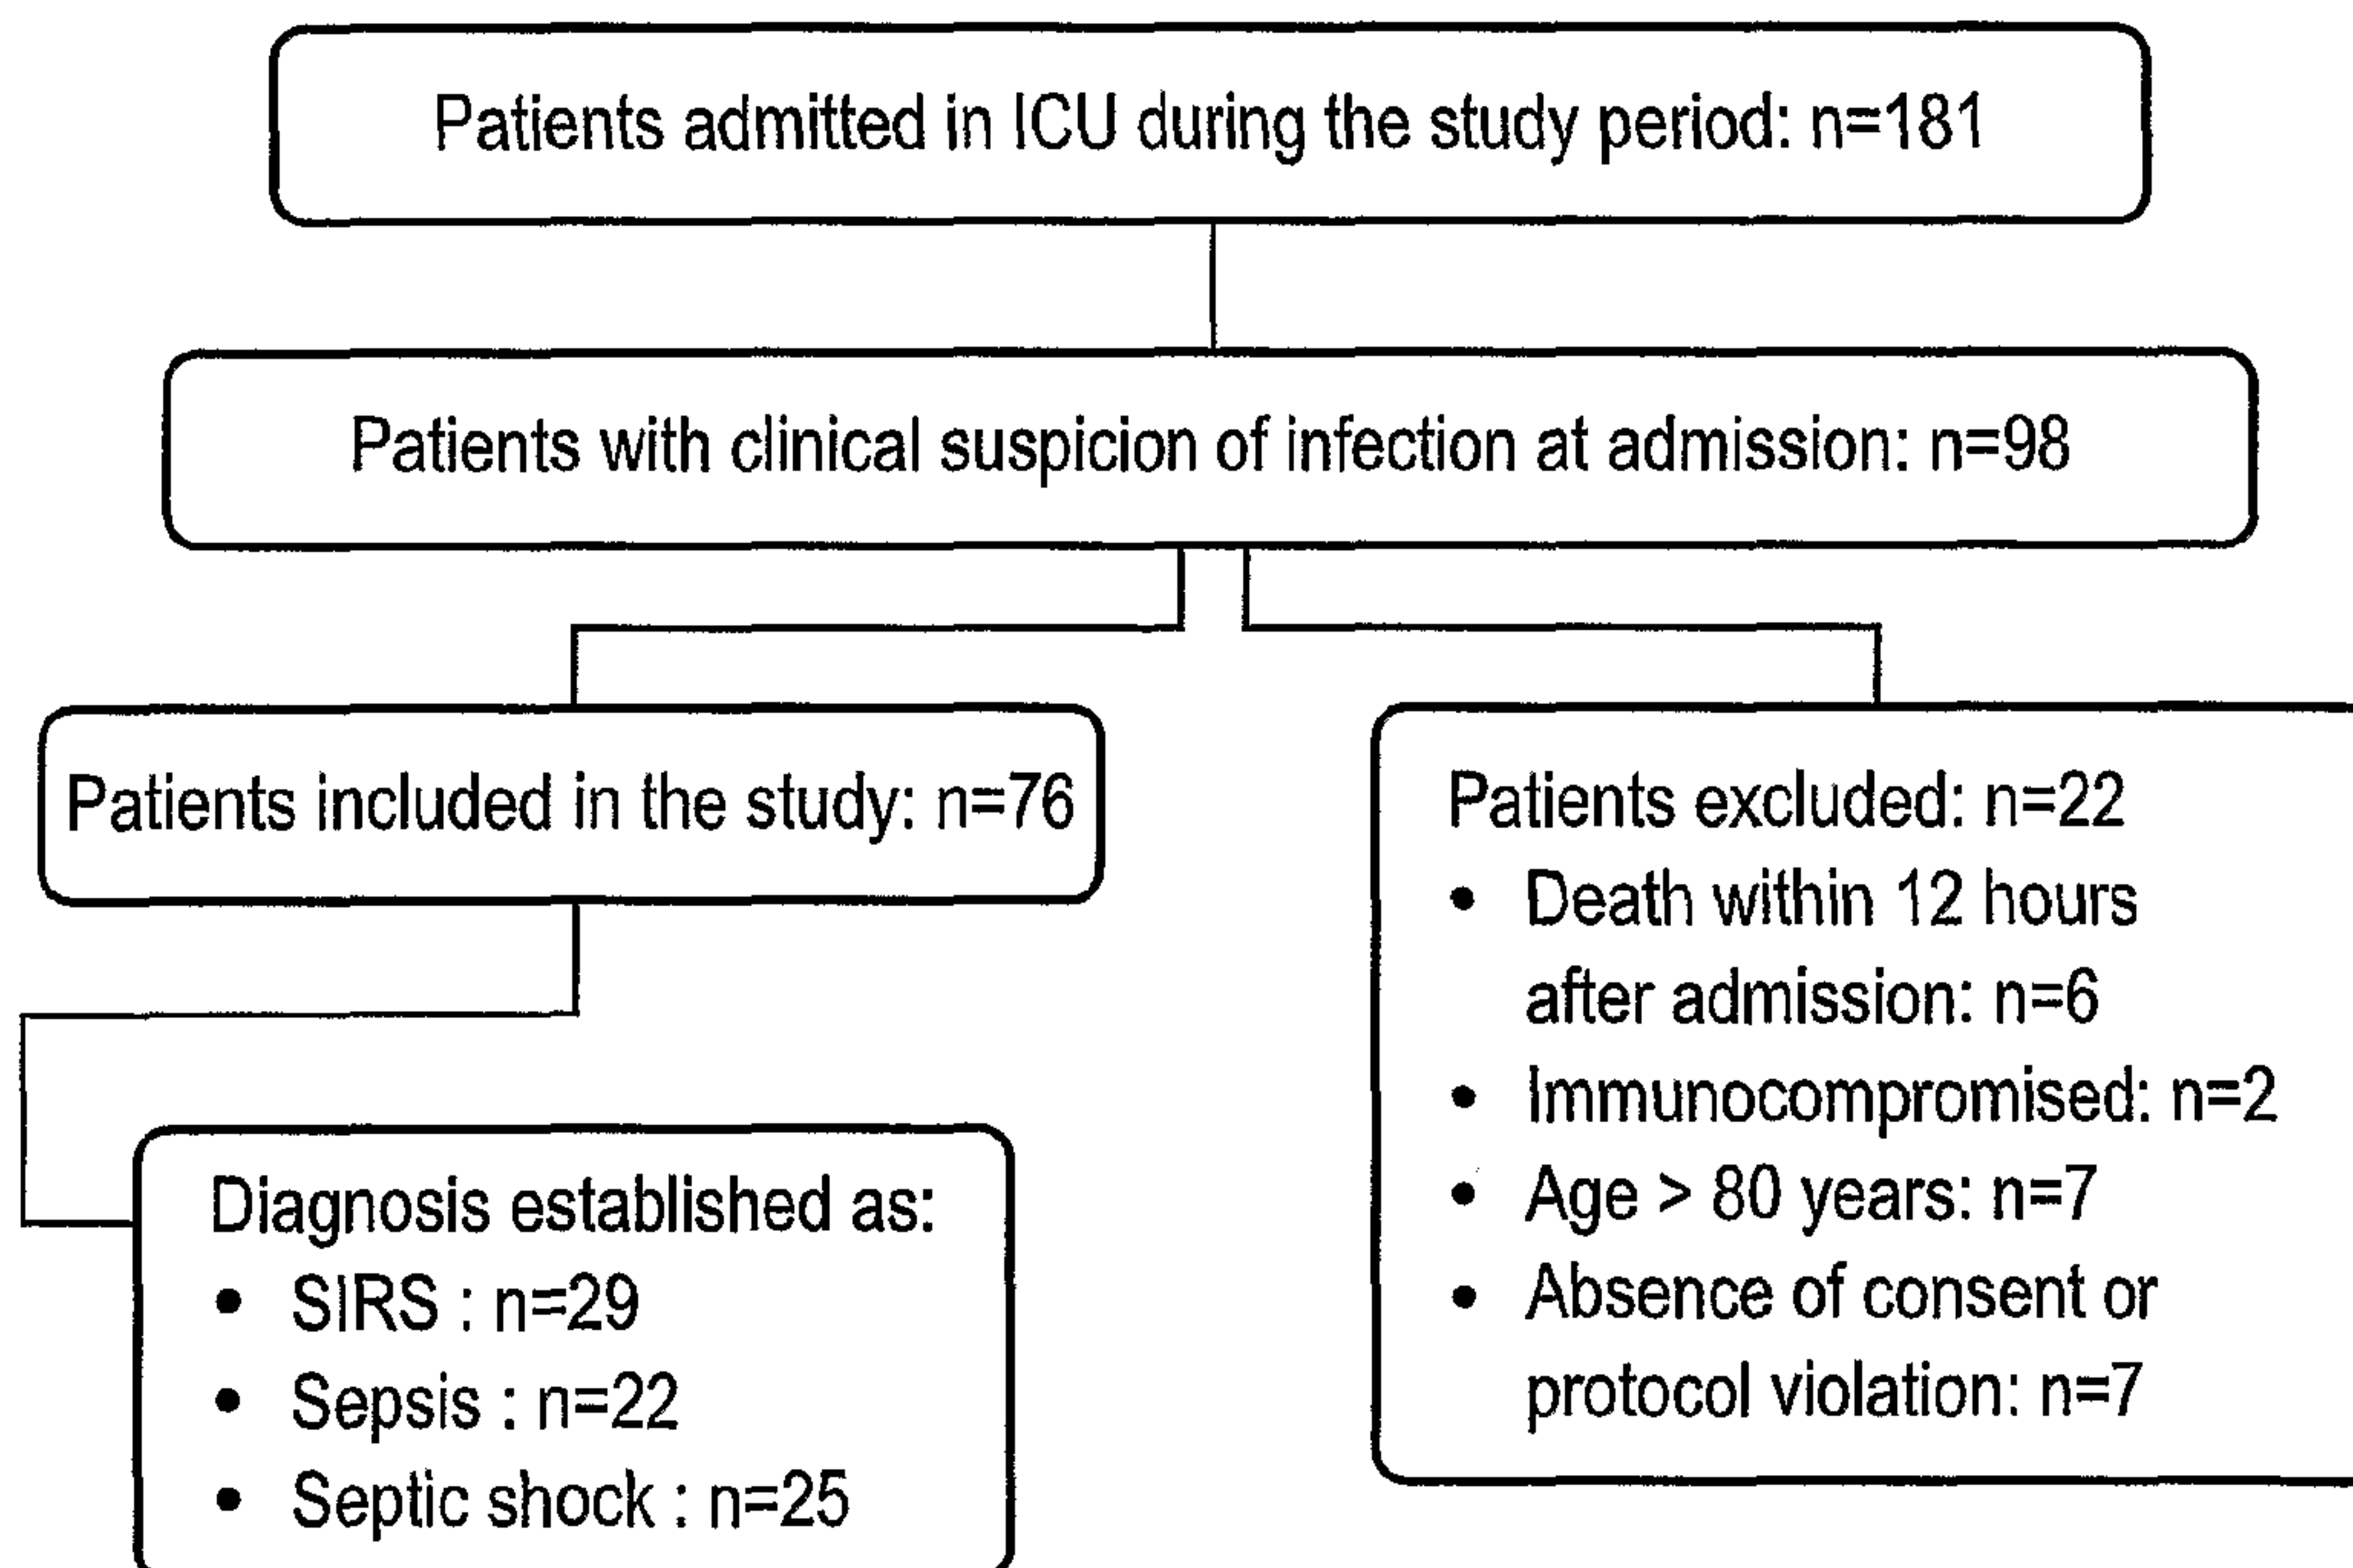 Patients admitted in ICU during the study period: n=181
Patients with clinical suspicion of infection at admission: n=98
Patients included in the study: n=76
Patients excluded: n=22
• Death within 12 hours
after admission: n=6
• Immunocompromised: n=2
• Age > 80 years: n=7
• Absence of consent or
protocol violation: n=7
Diagnosis established as:
• SIRS : n=29
• Sepsis : n=22
• Septic shock : n=25